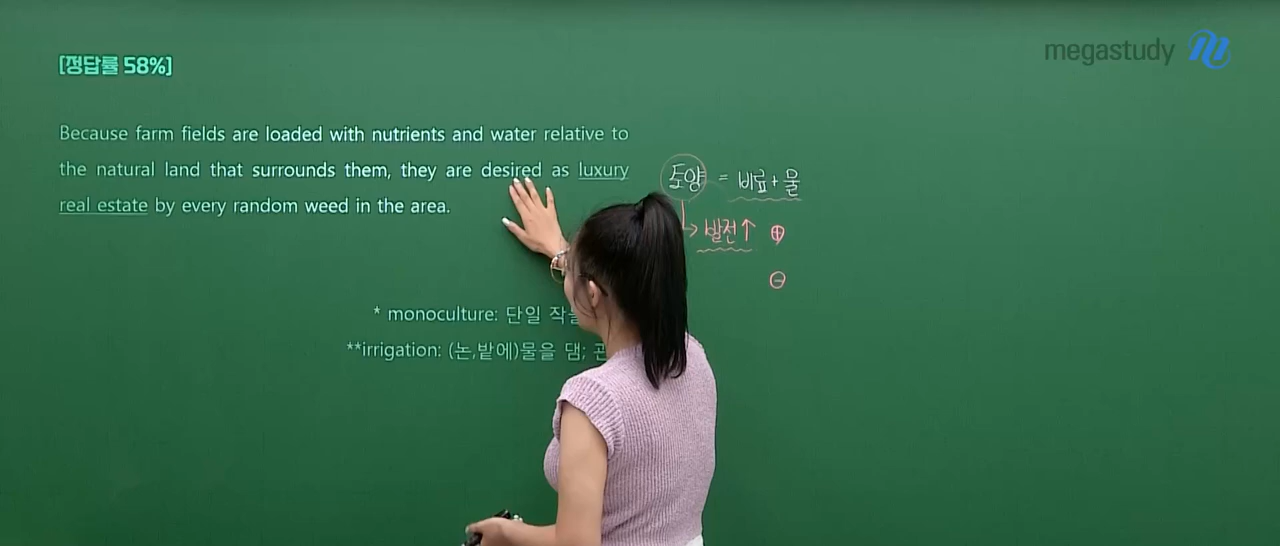 [정답률 58%]
megastudy
Because farm fields are loaded with nutrients and water relative to
the natural land that surrounds them, they are desired as luxury
real estate by every random weed in the area.
토양 = 비료+물
→ 발전↑ ⊕
⊖
* monoculture: 단일
**irrigation: (논,밭에)물을 댐;